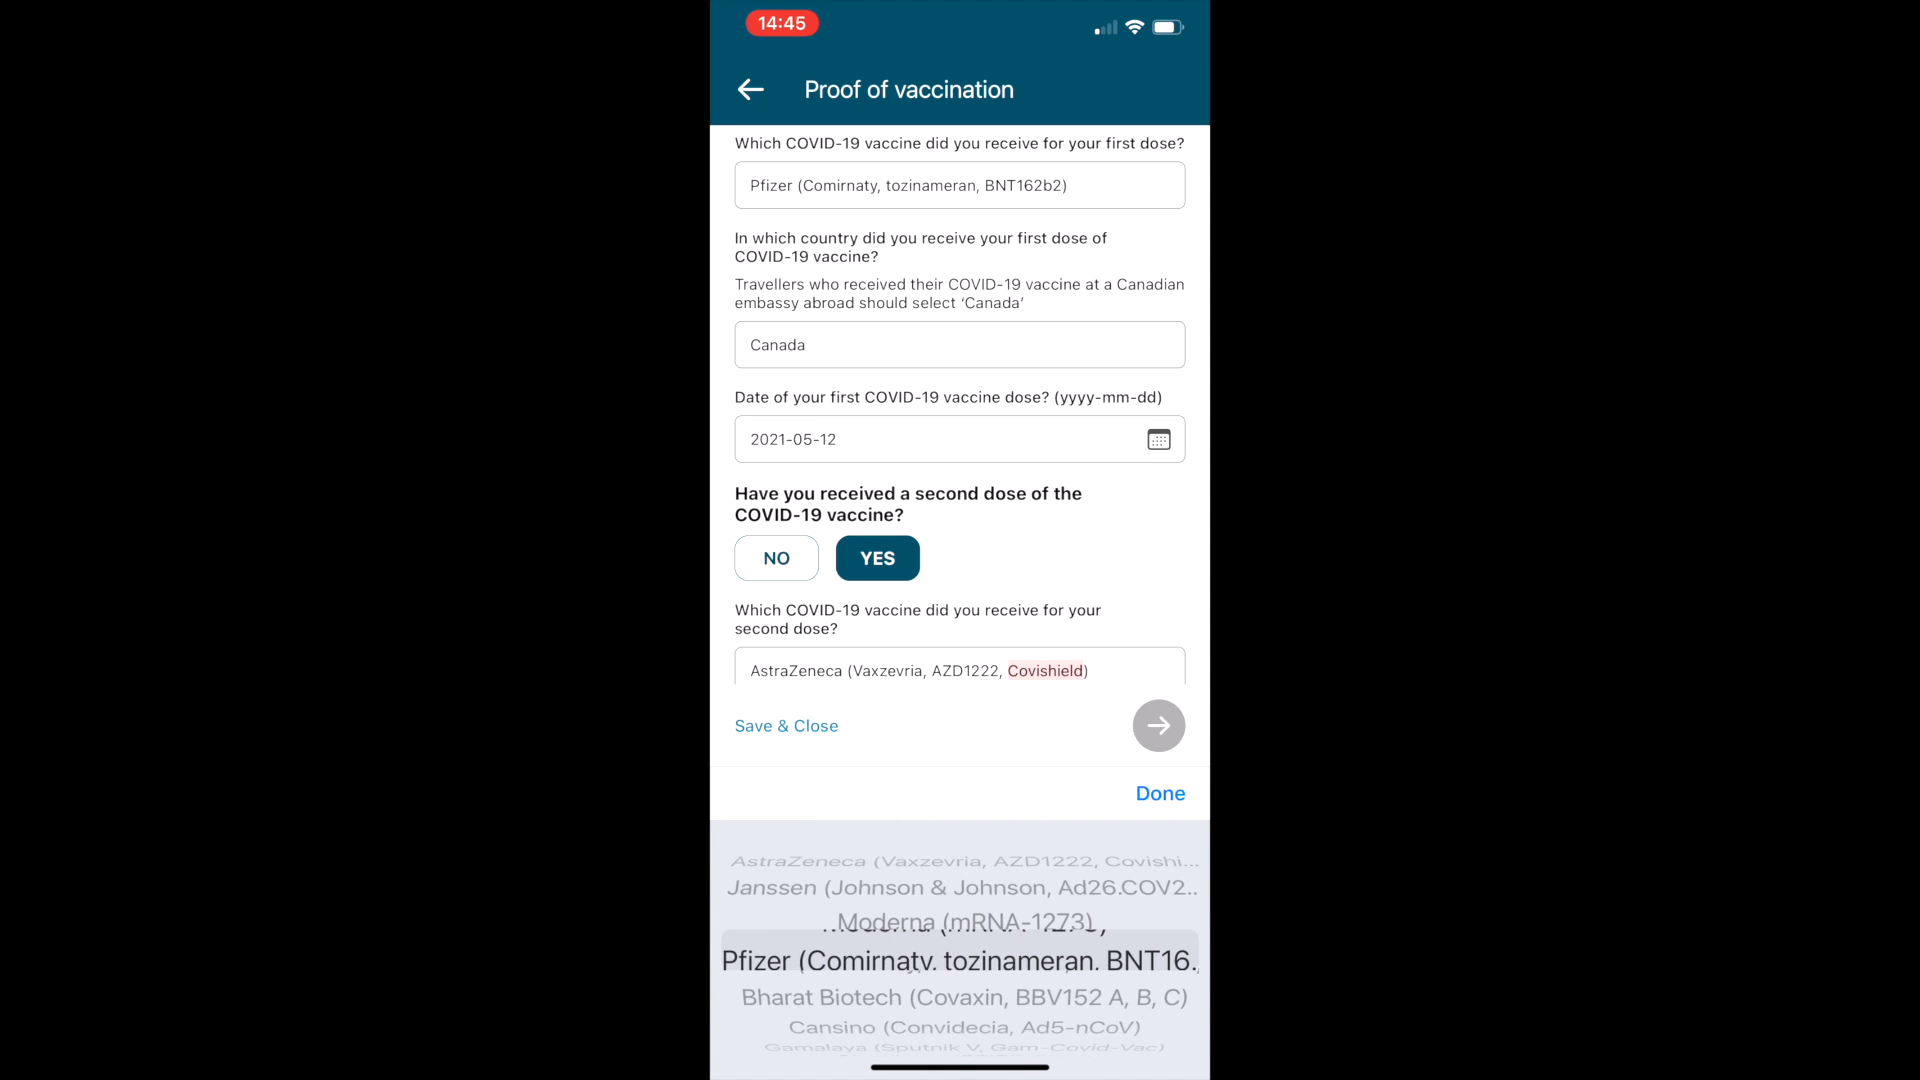 14:45
Proof of vaccination
Which COVID-19 vaccine did you receive for your first dose?
Pfizer (Comirnaty, tozinameran, BNT162b2)
In which country did you receive your first dose of
COVID-19 vaccine?
Travellers who received their COVID-19 vaccine at a Canadian
embassy abroad should select ‘Canada’
Canada
Date of your first COVID-19 vaccine dose? (yyyy-mm-dd)
2021-05-12
Have you received a second dose of the
COVID-19 vaccine?
NO YES
Which COVID-19 vaccine did you receive for your
second dose?
AstraZeneca (Vaxzevria, AZD1222, Covishield)
Save & Close
Done
AstraZeneca (Vaxzevria, AZD1222, Covishi...
Janssen (Johnson & Johnson, Ad26.COV2..
Moderna (mRNA-1273)
Pfizer (Comirnaty, tozinameran, BNT16.
Bharat Biotech (Covaxin, BBV152 A, B, C)
Cansino (Convidecia, Ad5-nCoV)
Gamalaya (Sputnik V, Gam-Covid-Vac)